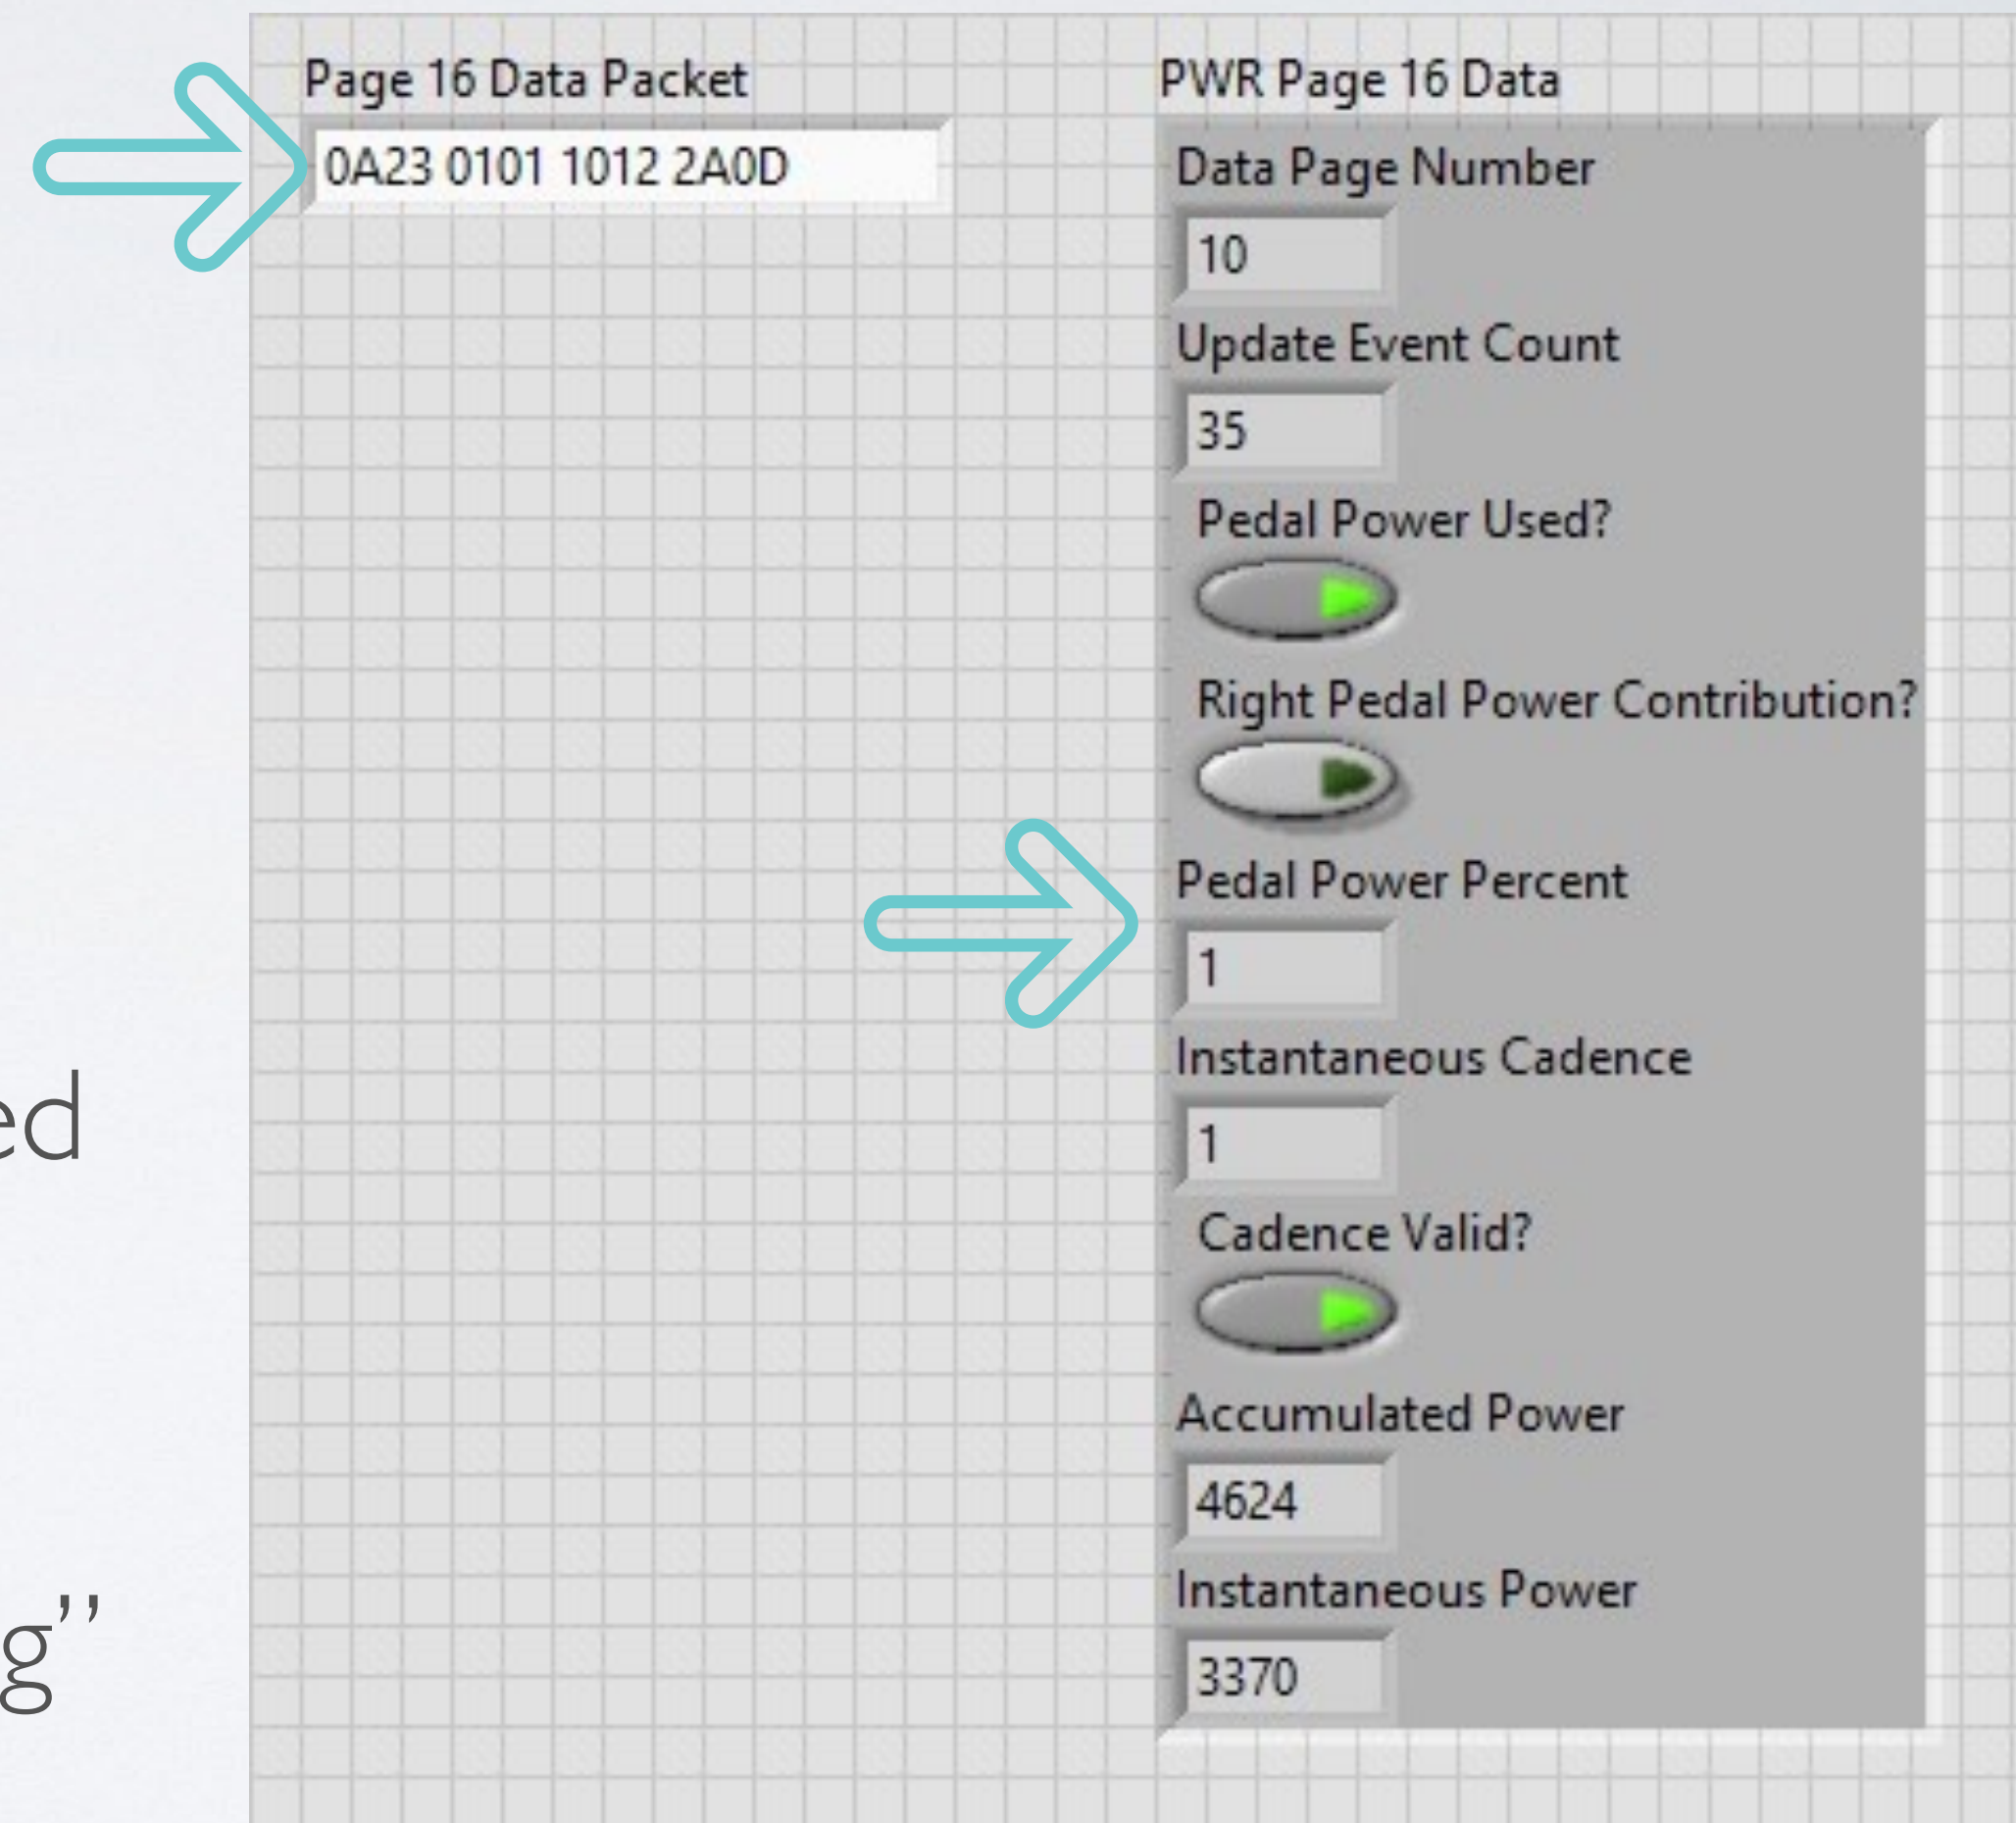 Page 16 Data Packet
0A23 0101 1012 2A0D
PWR Page 16 Data
Data Page Number
10
Update Event Count
35
Pedal Power Used?
Right Pedal Power Contribution?
Pedal Power Percent
1
Instantaneous Cadence
1
Cadence Valid?
Accumulated Power
4624
Instantaneous Power
3370
ed
g”